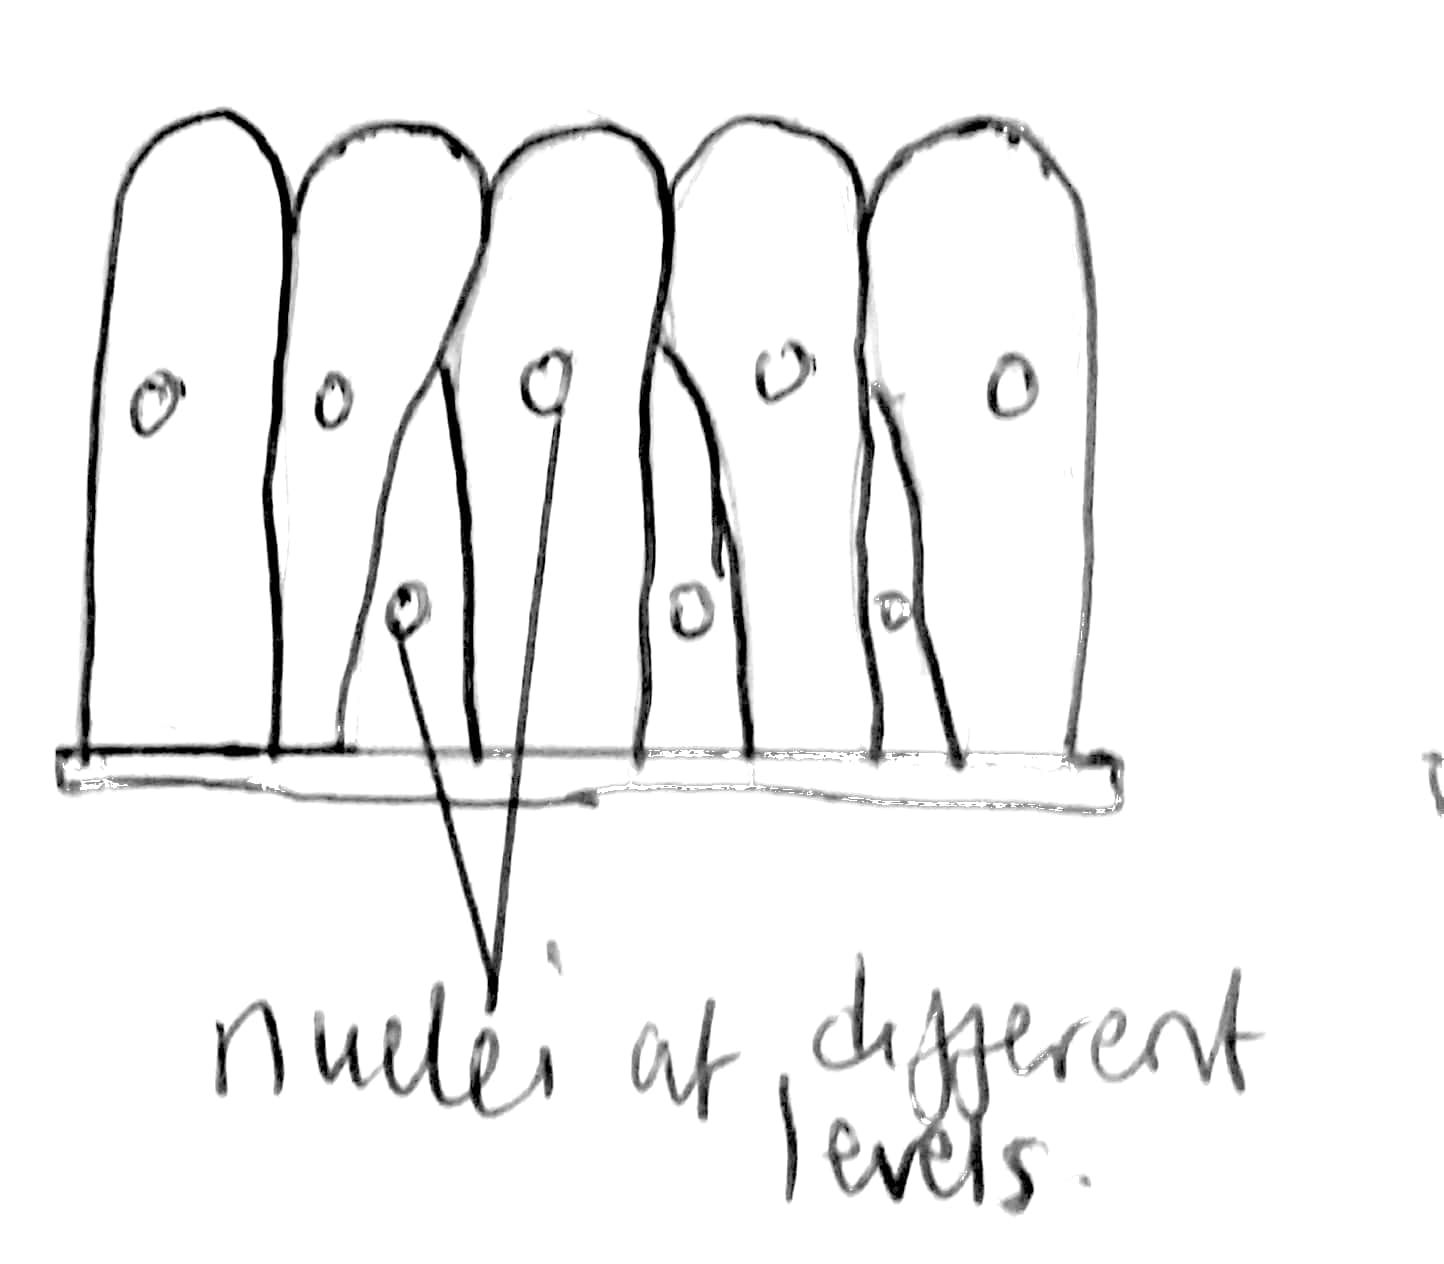 nuclei at different
levels.